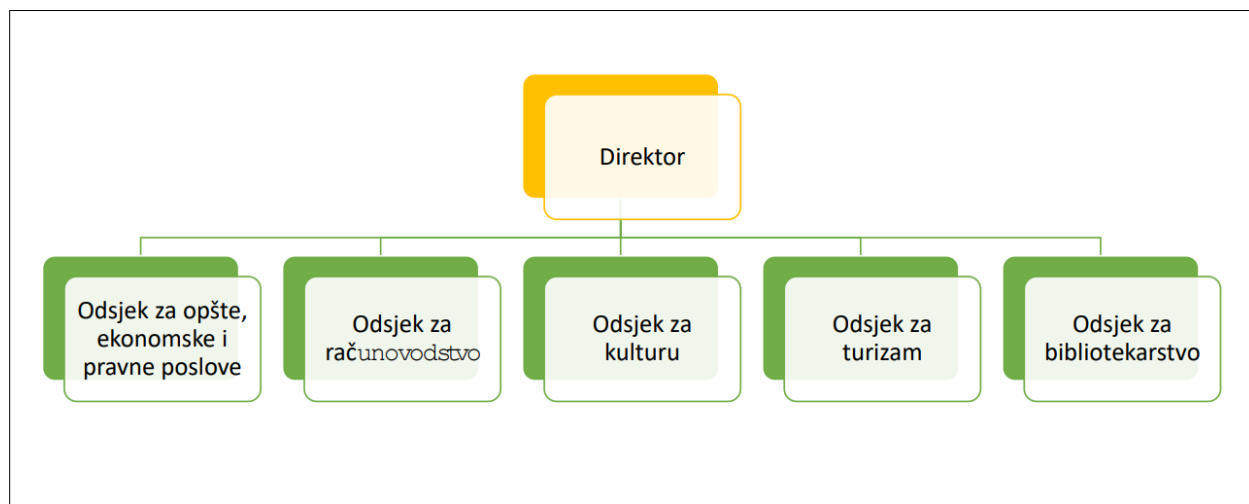 Direktor
Odsjek za opšte,
ekonomske i
pravne poslove
Odsjek za
računovodstvo
Odsjek za
kulturu
Odsjek za
turizam
Odsjek za
bibliotekarstvo